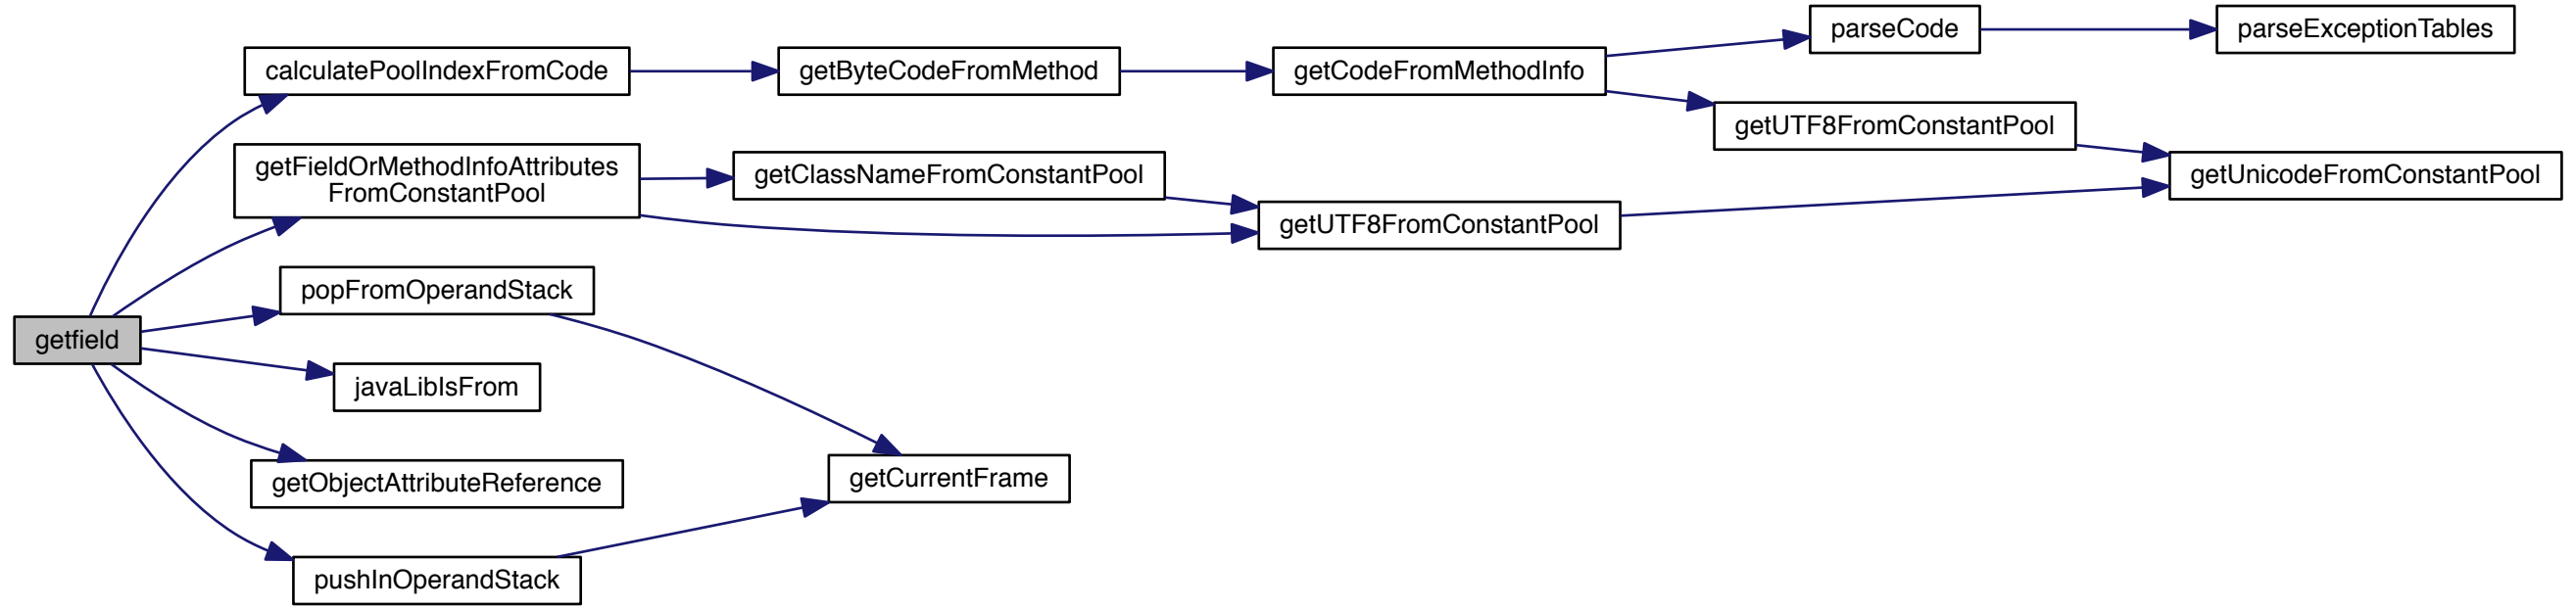 parseCode
parseExceptionTables
calculatePoolIndexFromCode
getByteCodeFromMethod
getCodeFromMethodInfo
getUTF8FromConstantPool
getFieldOrMethodInfoAttributes
FromConstantPool
getClassNameFromConstantPool
getUnicodeFromConstantPool
getUTF8FromConstantPool
popFromOperandStack
getfield
javaLibIsFrom
getObjectAttributeReference
getCurrentFrame
pushInOperandStack